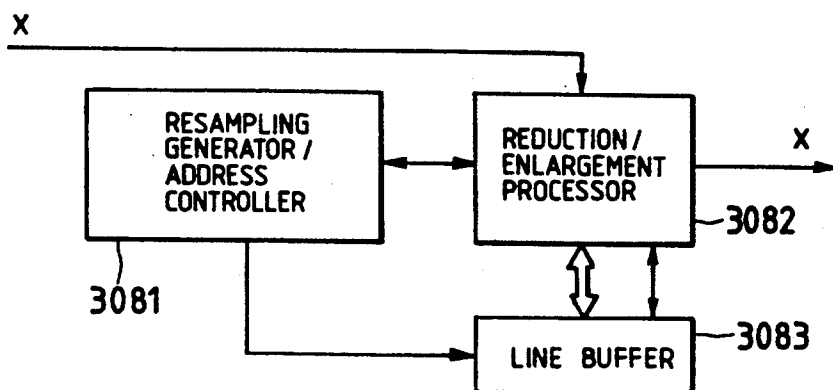 X
RESAMPLING
GENERATOR /
ADDRESS
CONTROLLER
REDUCTION /
ENLARGEMENT
PROCESSOR
X
3081
3082
LINE BUFFER
3083